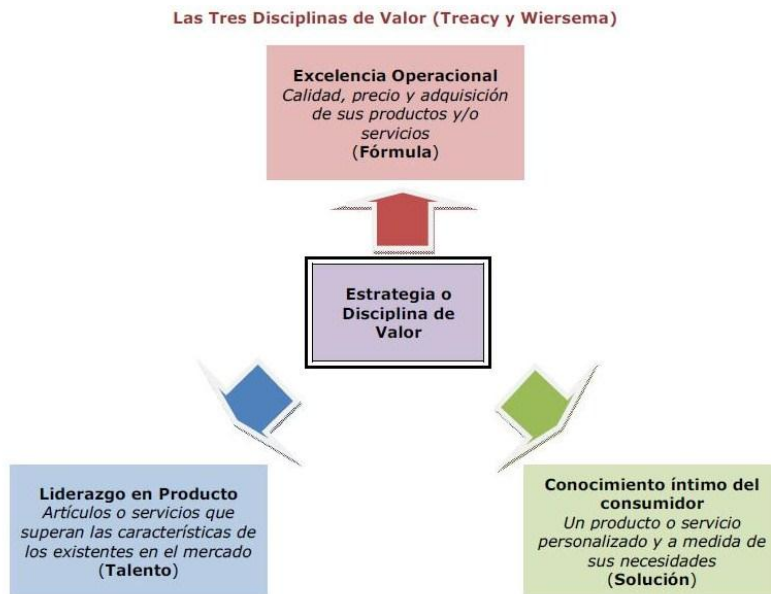 Las Tres Disciplinas de Valor (Treacy y Wiersema)
Excelencia Operacional
Calidad, precio y adquisición
de sus productos y/o
servicios
(Fórmula)
Estrategia o
Disciplina de
Valor
Liderazgo en Producto
Artículos o servicios que
superan las características de
los existentes en el mercado
(Talento)
Conocimiento íntimo del
consumidor
Un producto o servicio
personalizado y a medida de
sus necesidades
(Solución)